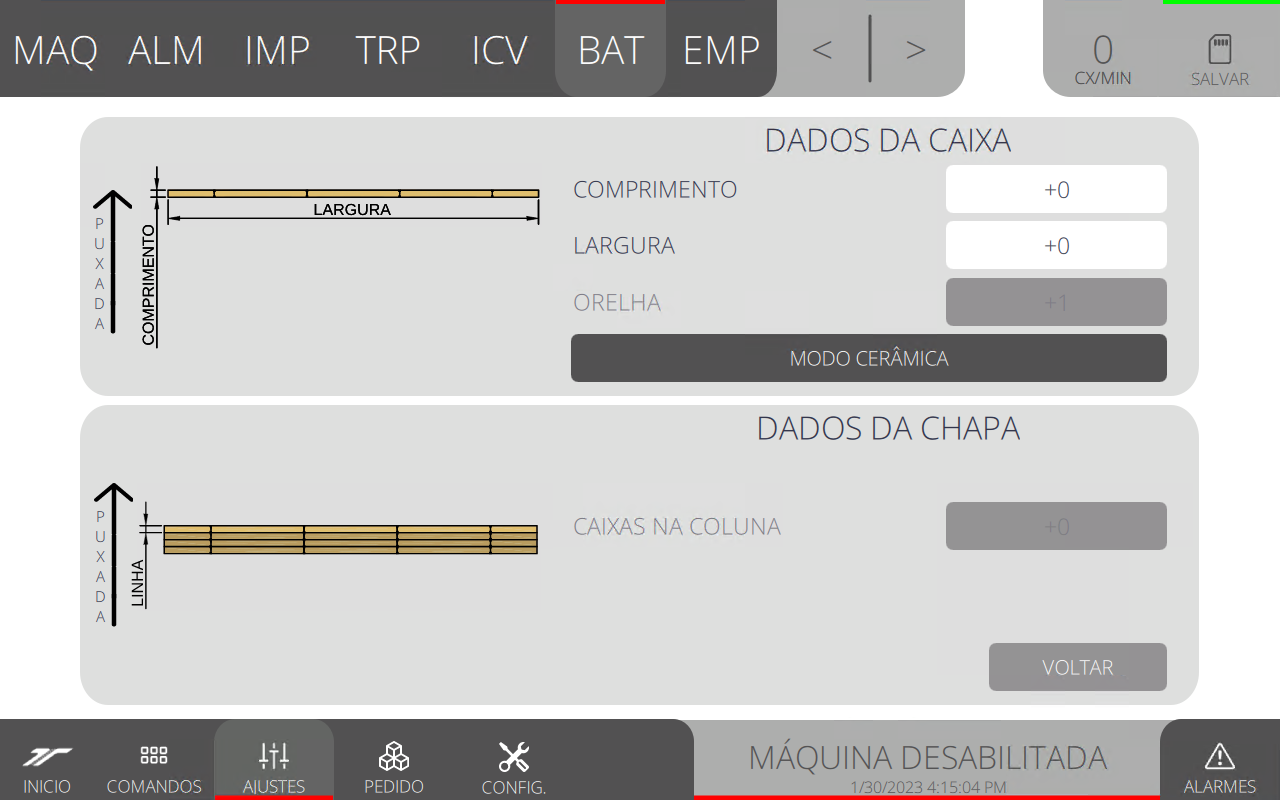 MAQ ALM IMP TRP ICV BAT EMP < > 0
CX/MIN SALVAR
DADOS DA CAIXA
PUXADA
COMPRIMENTO
LARGURA
COMPRIMENTO +0
LARGURA +0
ORELHA +1
MODO CERÂMICA
DADOS DA CHAPA
PUXADA
LINHA
CAIXAS NA COLUNA +0
VOLTAR
INICIO COMANDOS AJUSTES PEDIDO CONFIG.
MÁQUINA DESABILITADA
1/30/2023 4:15:04 PM
ALARMES